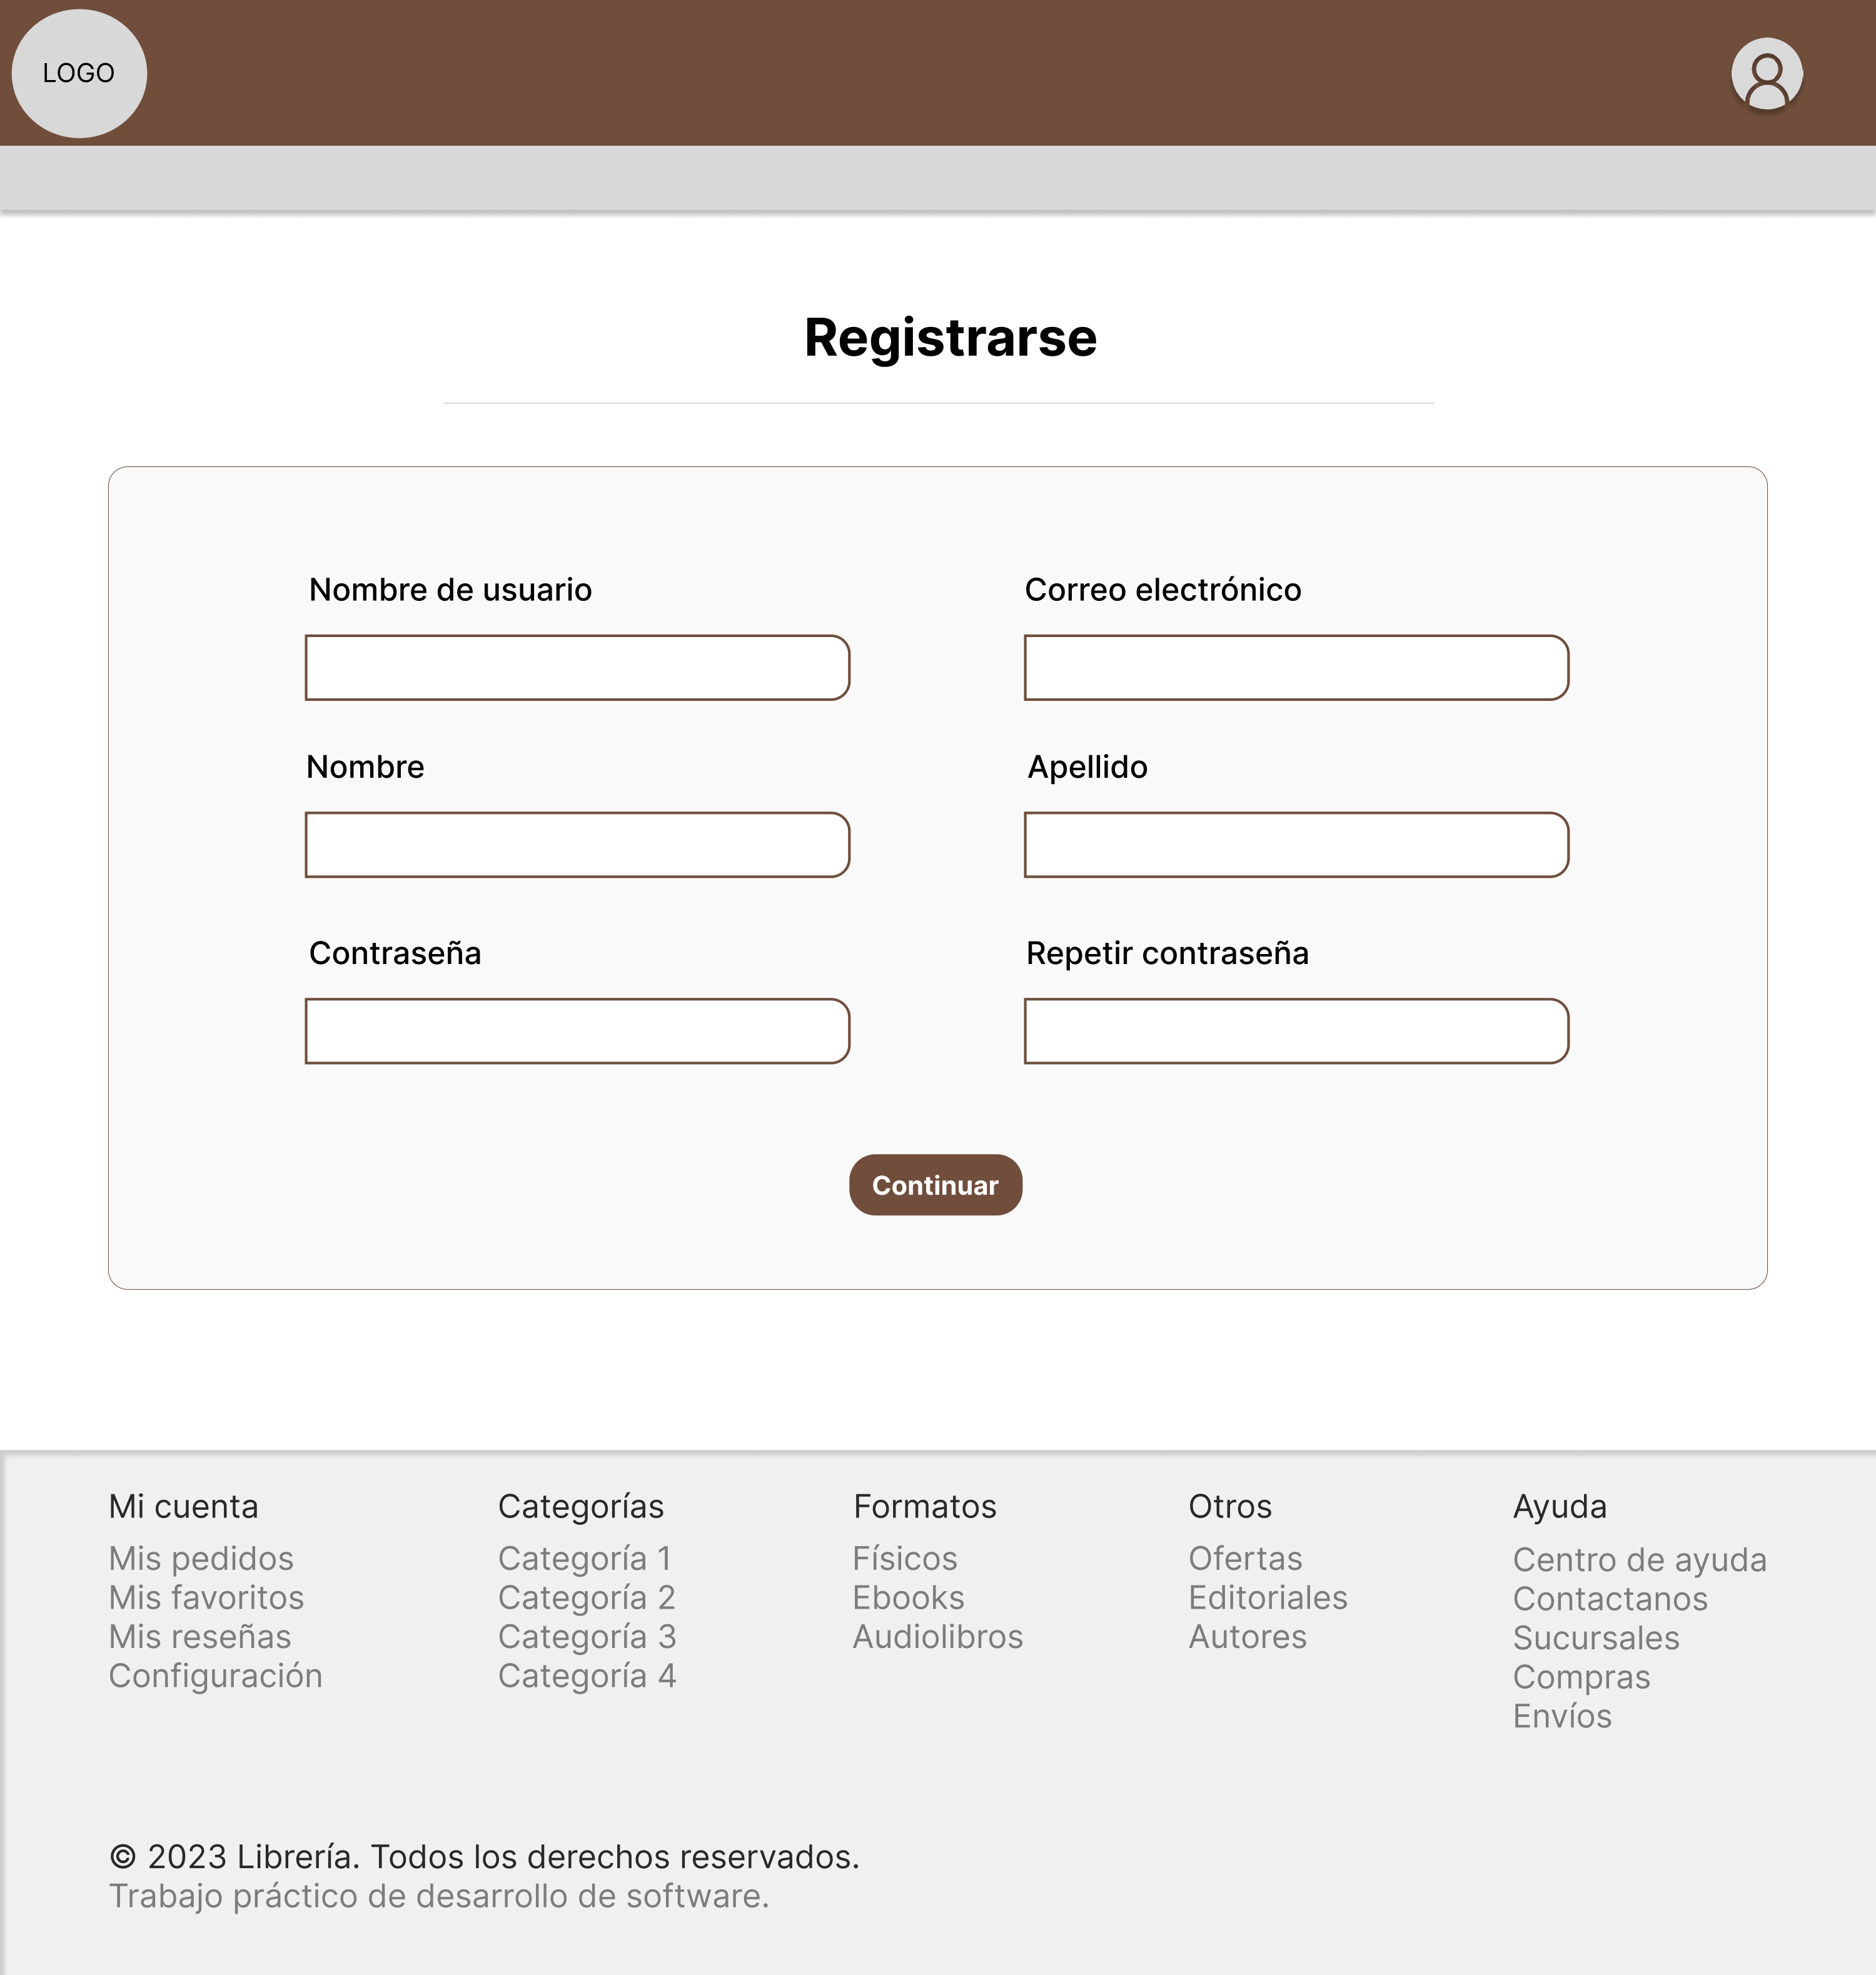 LOGO
Registrarse
Nombre de usuario
Correo electrónico
Nombre
Apellido
Contraseña
Repetir contraseña
Continuar
Mi cuenta
Mis pedidos
Mis favoritos
Mis reseñas
Configuración
Categorías
Categoría 1
Categoría 2
Categoría 3
Categoría 4
Formatos
Físicos
Ebooks
Audiolibros
Otros
Ofertas
Editoriales
Autores
Ayuda
Centro de ayuda
Contactanos
Sucursales
Compras
Envíos
© 2023 Librería. Todos los derechos reservados.
Trabajo práctico de desarrollo de software.